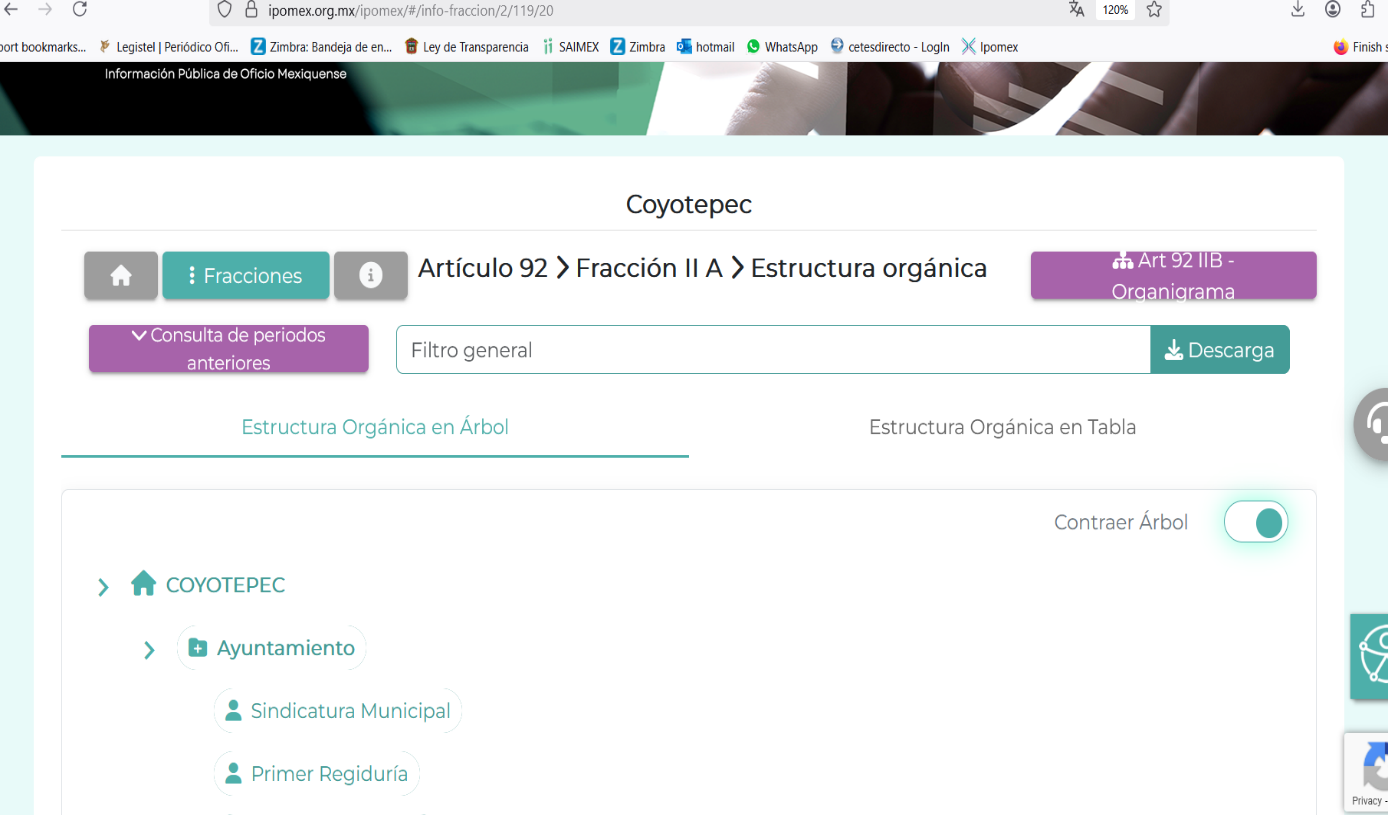 ipomex.org.mx/ipomex/#/info-fraccion/2/119/20
120%
port bookmarks...
Legistel | Periódico Ofi...
Zimbra: Bandeja de en...
Ley de Transparencia
SAIMEX
Zimbra
hotmail
WhatsApp
cetesdirecto - LogIn
Ipomex
Finish s
Información Pública de Oficio Mexiquense
Coyotepec
Fracciones
Artículo 92 > Fracción II A > Estructura orgánica
Art 92 IIB -
Organigrama
Consulta de periodos
anteriores
Filtro general
Descarga
Estructura Orgánica en Árbol
Estructura Orgánica en Tabla
Contraer Árbol
COYOTEPEC
Ayuntamiento
Sindicatura Municipal
Primer Regiduría
Privacy -